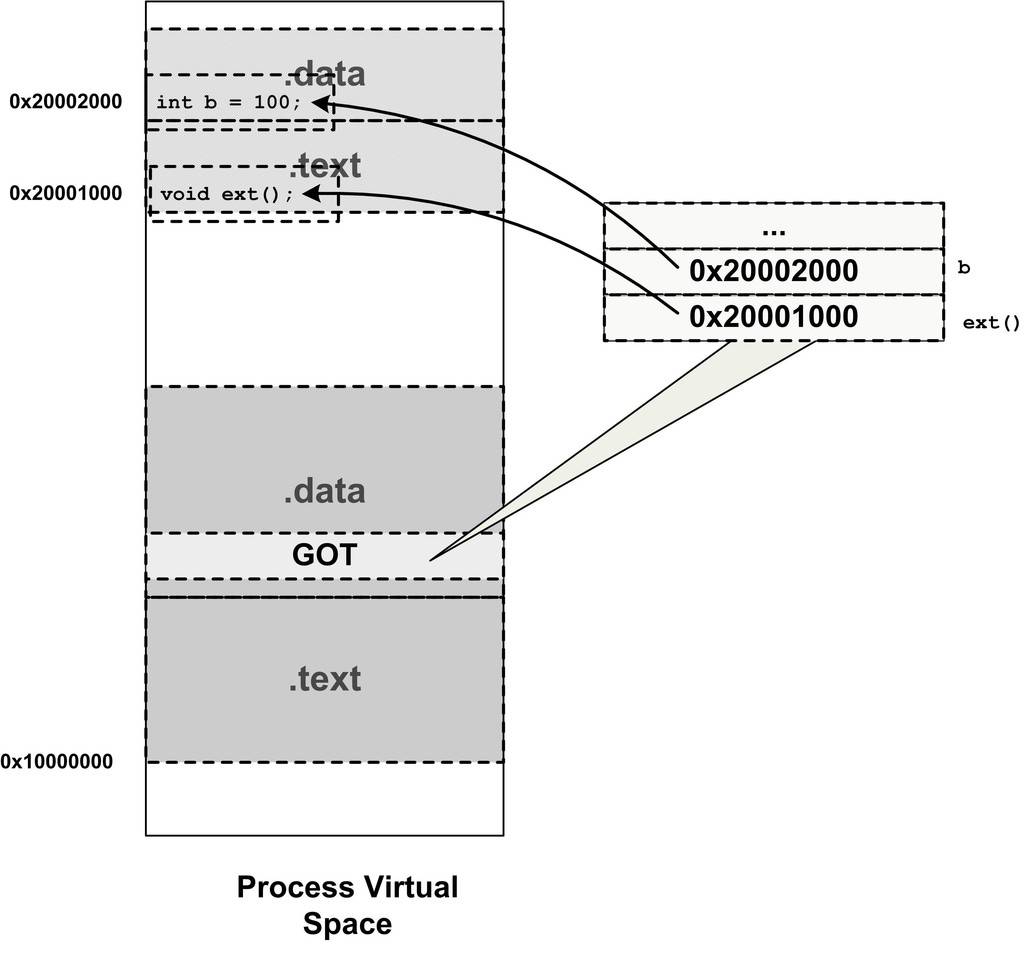 .data
0x20002000
int b = 100;
.text
0x20001000
void ext();
...
0x20002000
b
0x20001000
ext()
.data
GOT
.text
0x10000000
Process Virtual
Space